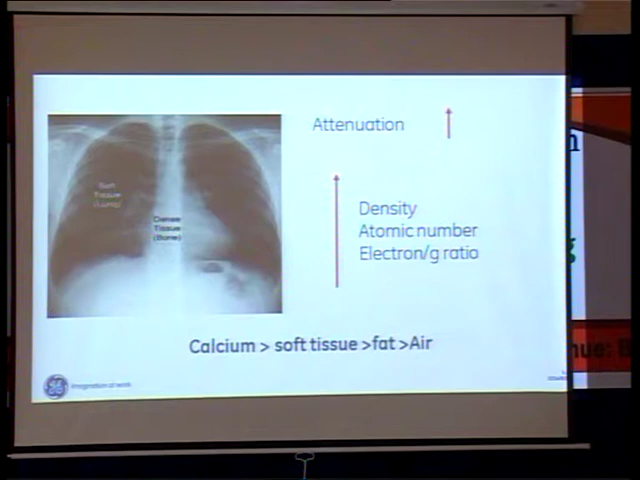 Attenuation
Soft
Tissue
(Lung)
Dense
Tissue
(Bone)
Density
Atomic number
Electron/g ratio
Calcium > soft tissue >fat >Air
imagination at work
nue: B